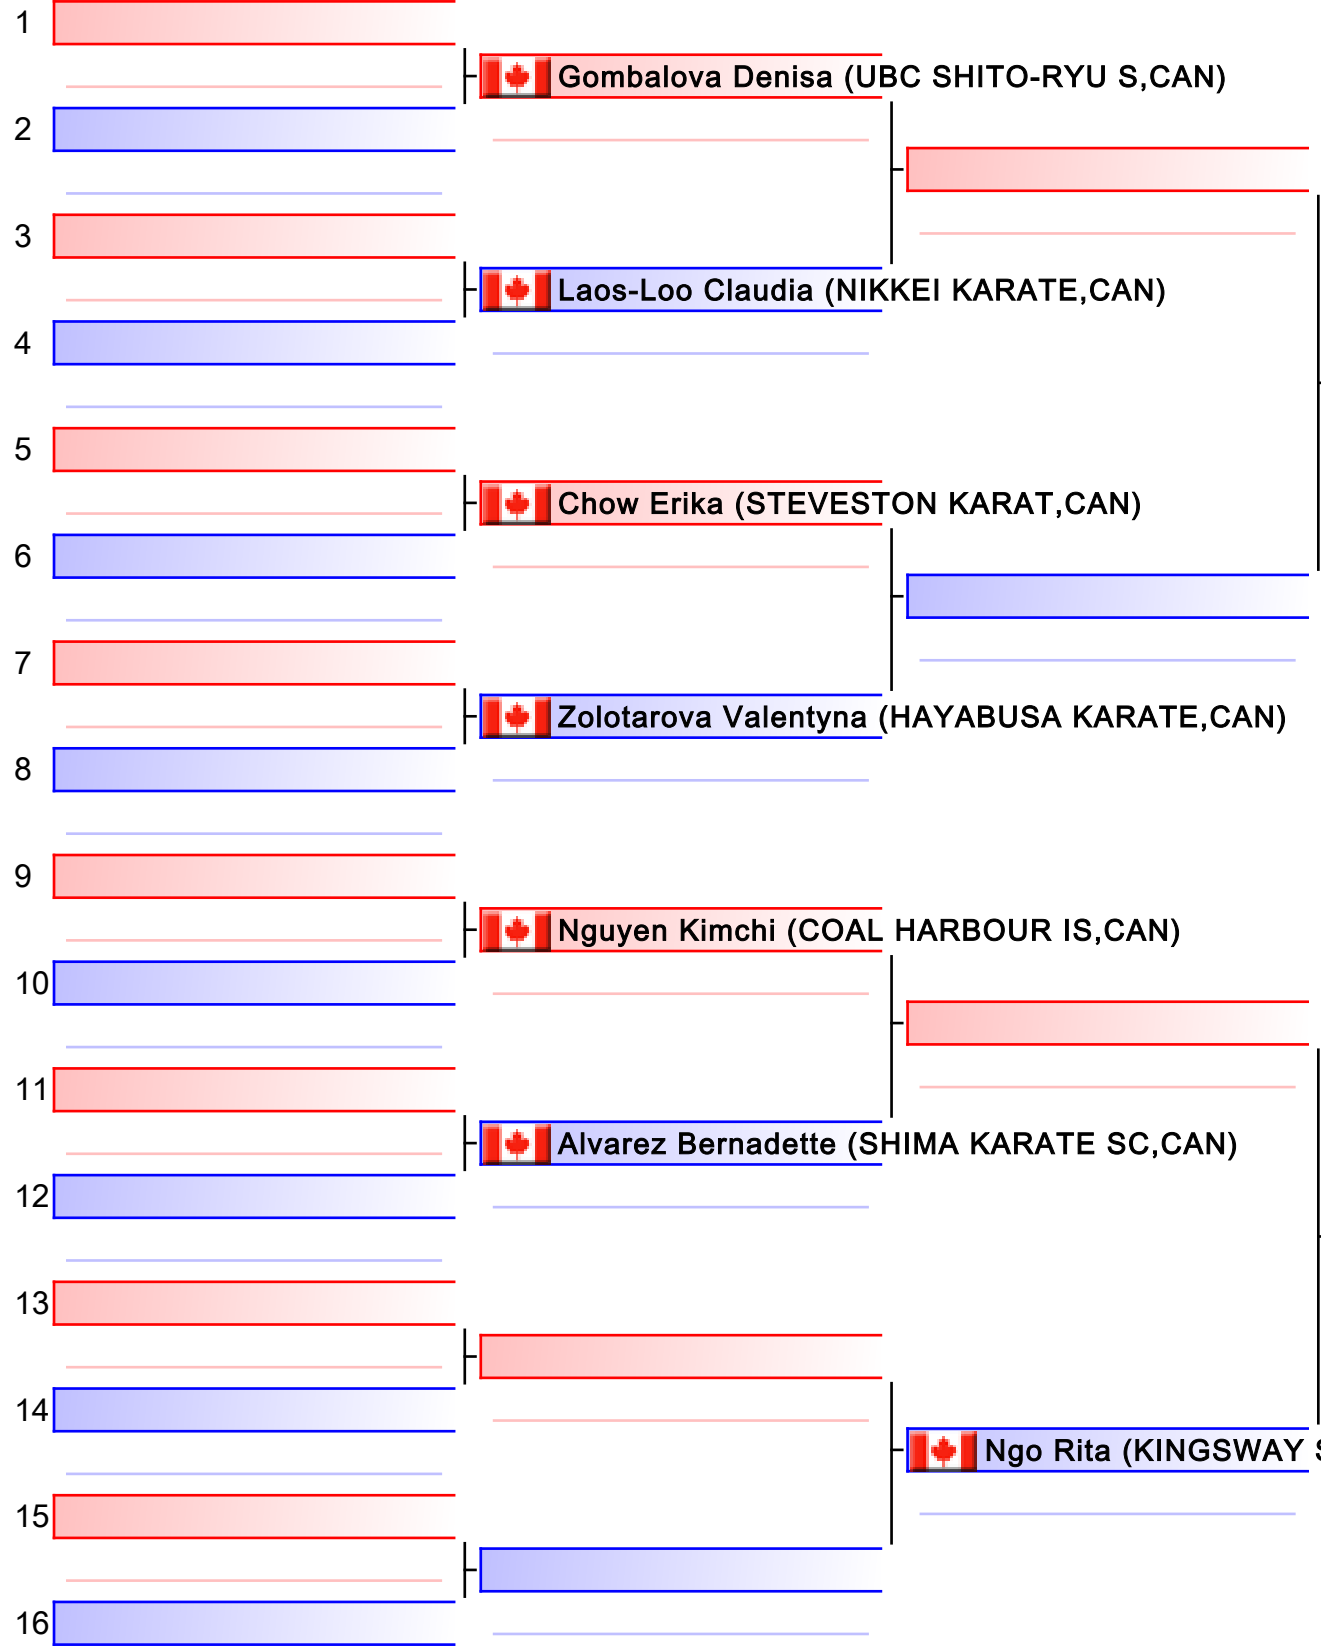 1
Gombalova Denisa (UBC SHITO-RYU S,CAN)
2
3
Laos-Loo Claudia (NIKKEI KARATE,CAN)
4
5
Chow Erika (STEVESTON KARAT,CAN)
6
7
Zolotarova Valentyna (HAYABUSA KARATE,CAN)
8
9
Nguyen Kimchi (COAL HARBOUR IS,CAN)
10
11
Alvarez Bernadette (SHIMA KARATE SC,CAN)
12
13
14
Ngo Rita (KINGSWAY
15
16